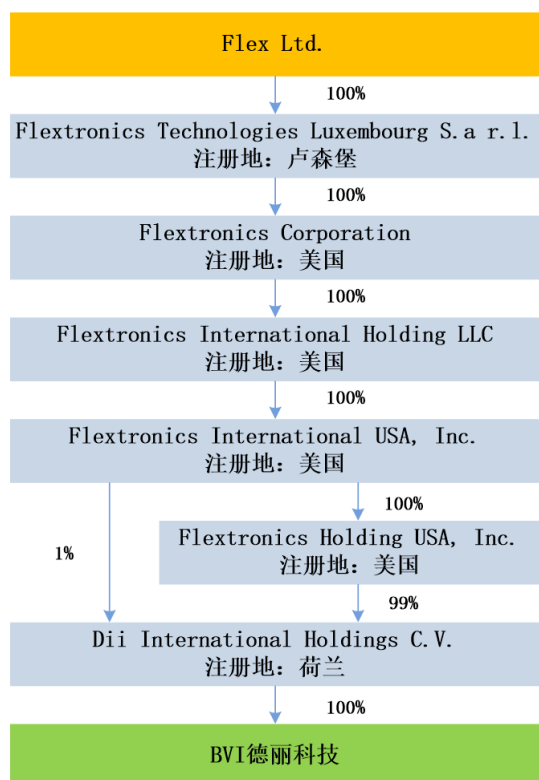 Flex Ltd.
100%
Flextronics Technologies Luxembourg S.a r.l.
注册地：卢森堡
100%
Flextronics Corporation
注册地：美国
100%
Flextronics International Holding LLC
注册地：美国
100%
Flextronics International USA, Inc.
注册地：美国
100%
Flextronics Holding USA, Inc.
注册地：美国
1%
99%
Dii International Holdings C.V.
注册地：荷兰
100%
BVI德丽科技